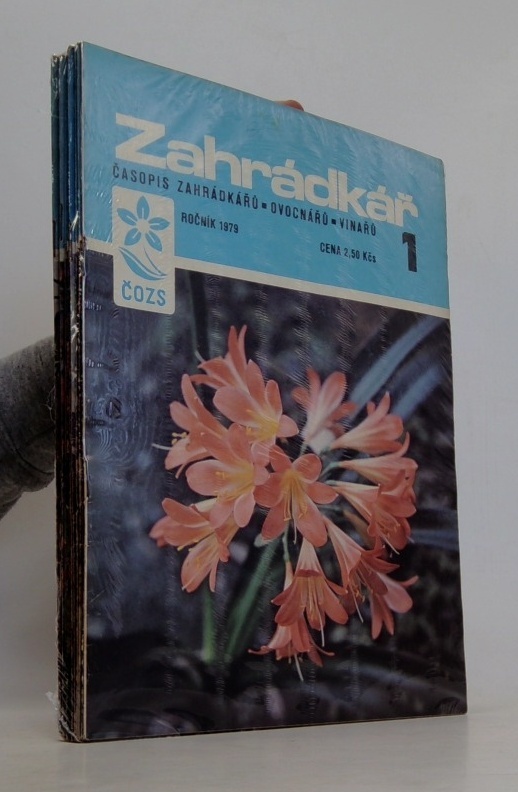 Zahrádkář
ČASOPIS ZAHRÁDKÁŘŮ ▪ OVOCNÁŘŮ ▪ VINAŘŮ
ROČNÍK 1979
CENA 2,50 Kčs
1
ČOZS